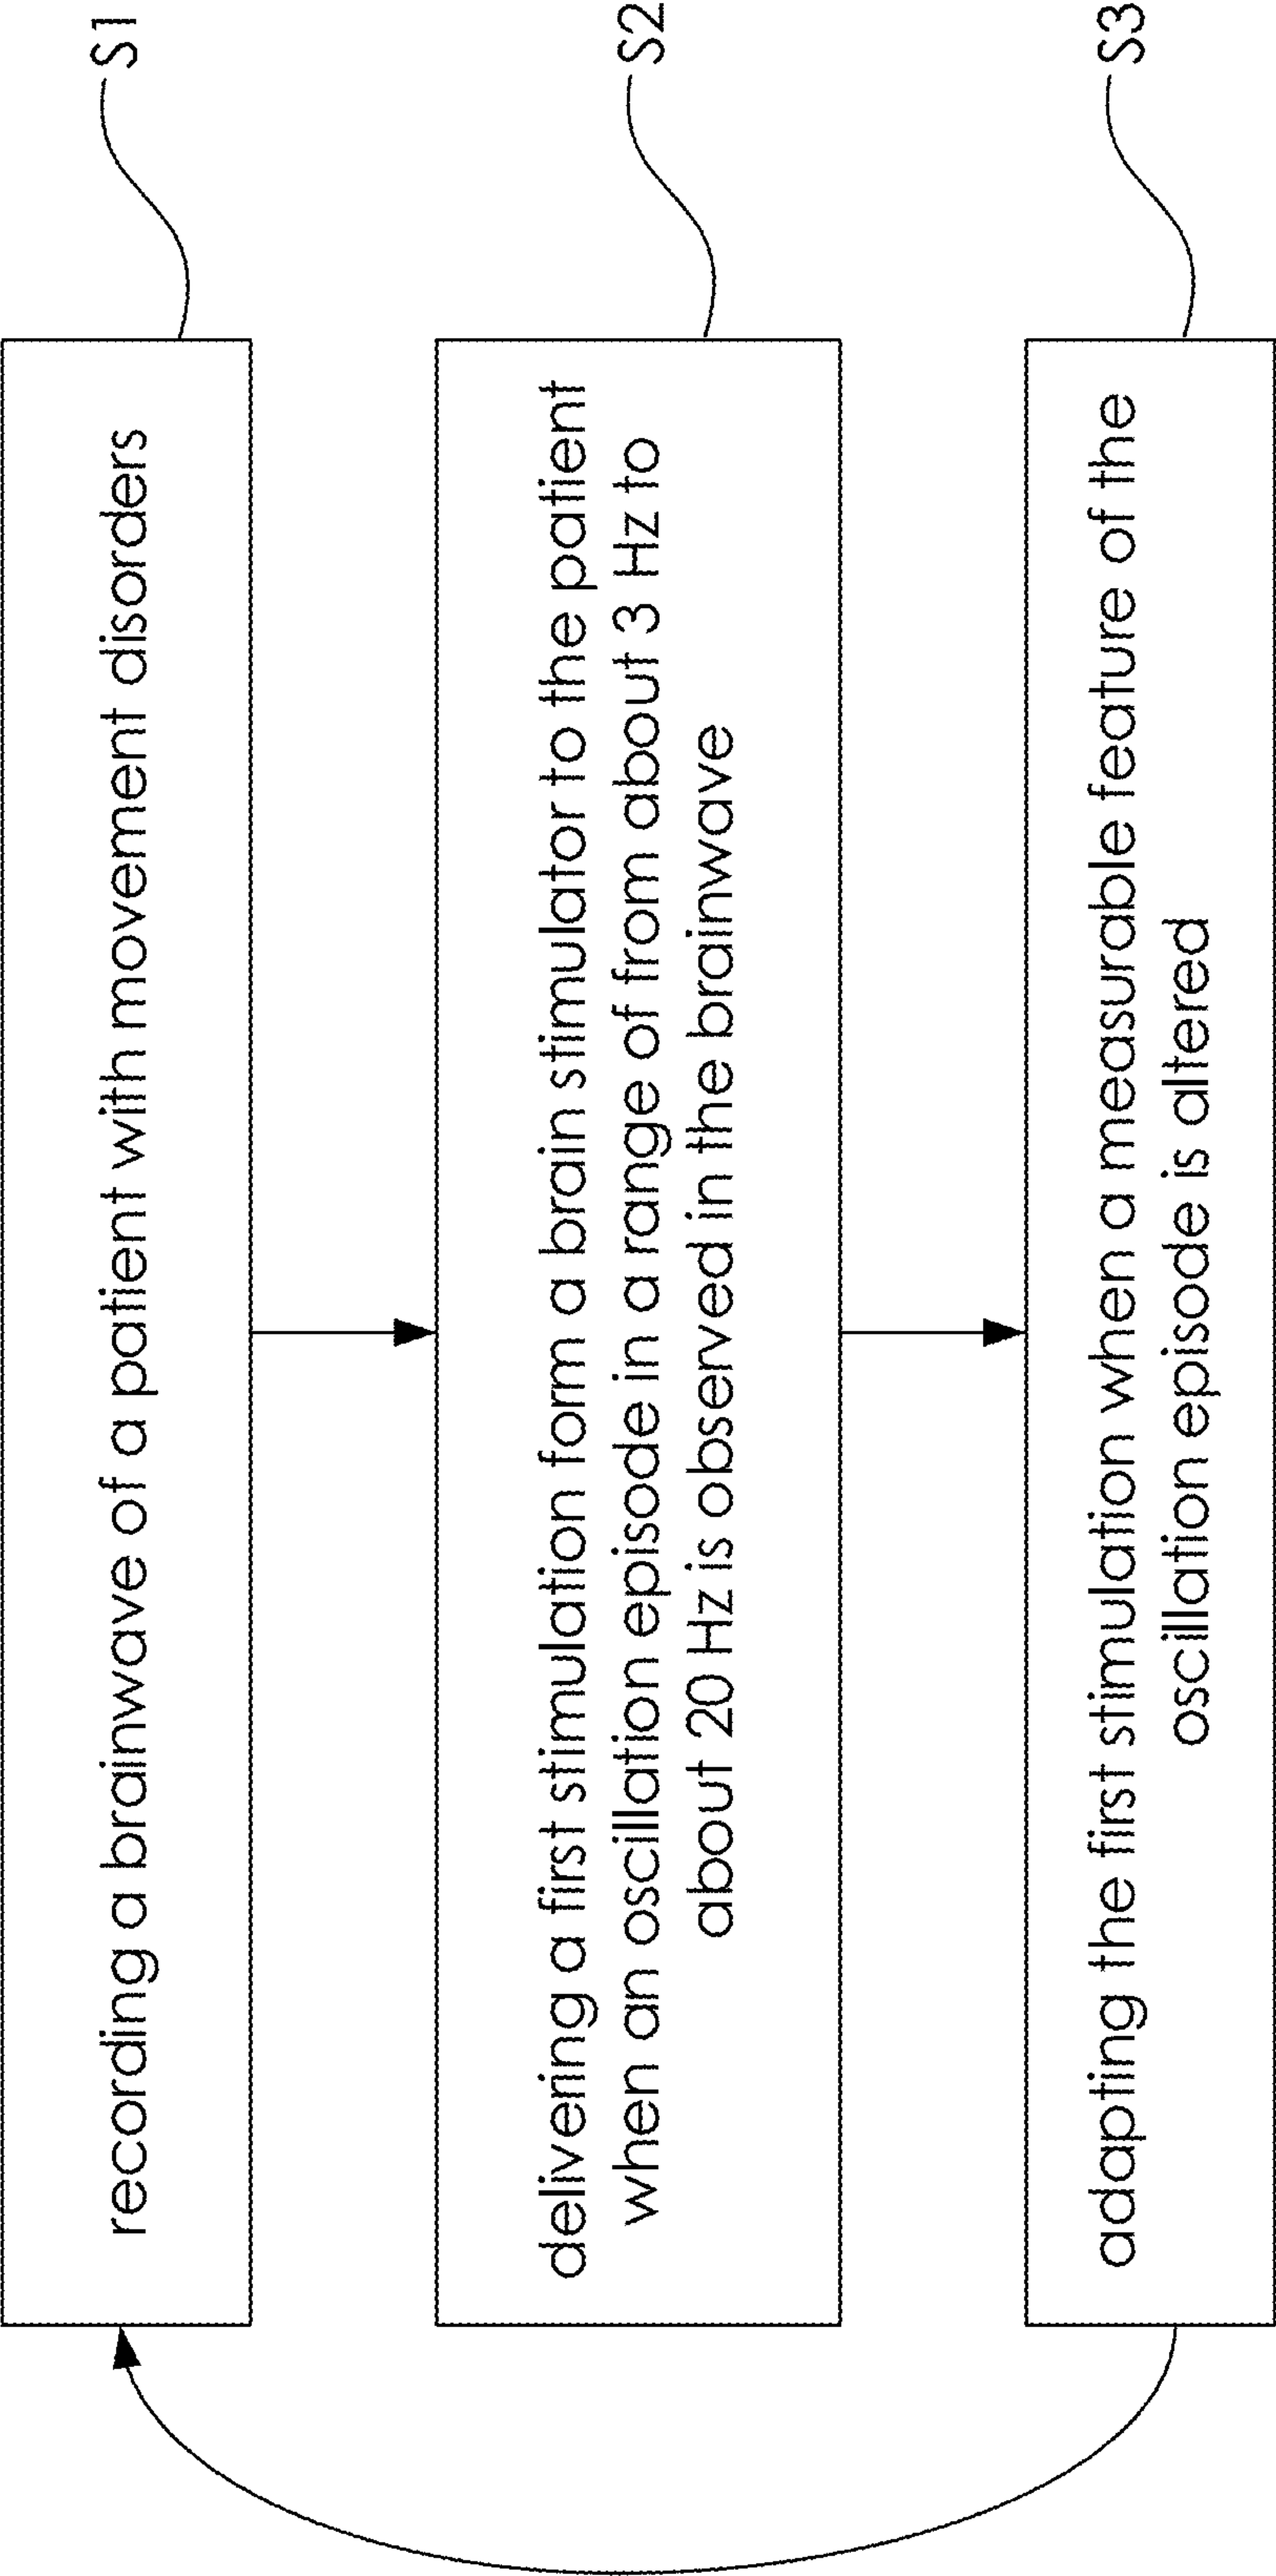 recording a brainwave of a patient with movement disorders
S1
delivering a first stimulation form a brain stimulator to the patient
when an oscillation episode in a range of from about 3 Hz to
about 20 Hz is observed in the brainwave
S2
adapting the first stimulation when a measurable feature of the
oscillation episode is altered
S3